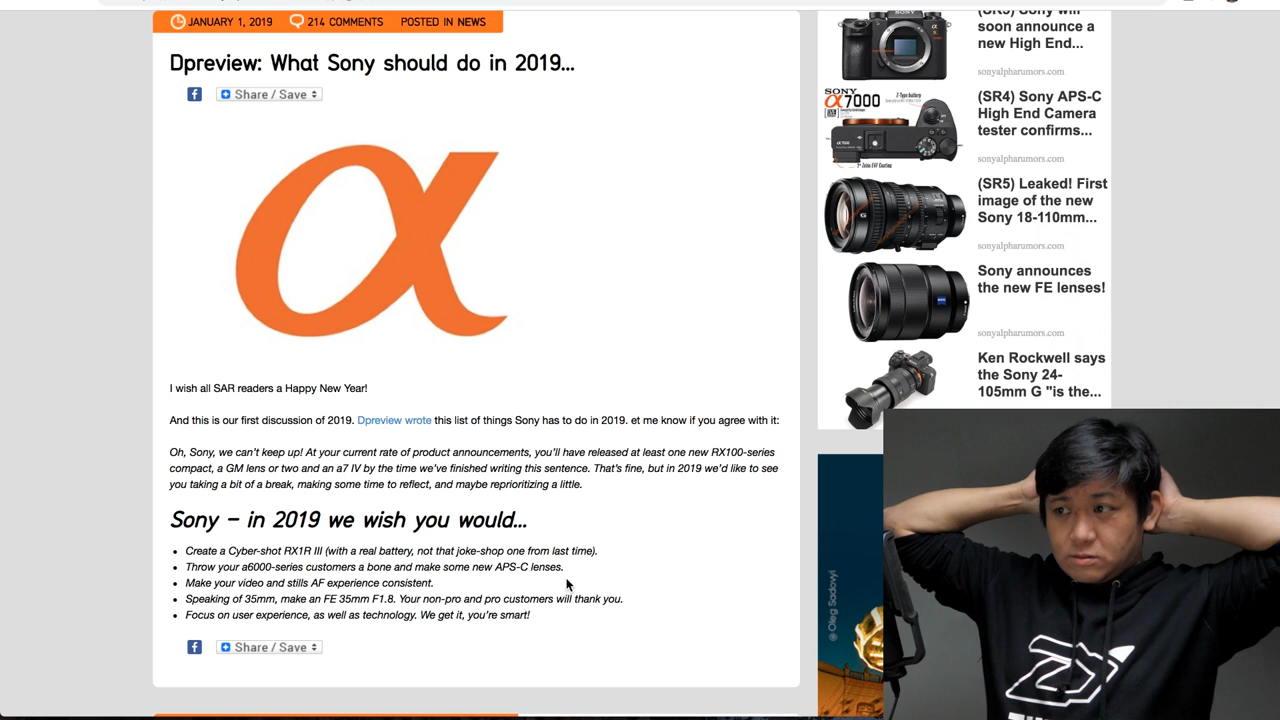 JANUARY 1, 2019 214 COMMENTS POSTED IN NEWS
Dpreview: What Sony should do in 2019...
Share / Save
α
I wish all SAR readers a Happy New Year!
And this is our first discussion of 2019. Dpreview wrote this list of things Sony has to do in 2019. et me know if you agree with it:
Oh, Sony, we can't keep up! At your current rate of product announcements, you'll have released at least one new RX100-series
compact, a GM lens or two and an a7 IV by the time we've finished writing this sentence. That's fine, but in 2019 we'd like to see
you taking a bit of a break, making some time to reflect, and maybe reprioritizing a little.
Sony – in 2019 we wish you would...
• Create a Cyber-shot RX1R III (with a real battery, not that joke-shop one from last time).
• Throw your a6000-series customers a bone and make some new APS-C lenses.
• Make your video and stills AF experience consistent.
• Speaking of 35mm, make an FE 35mm F1.8. Your non-pro and pro customers will thank you.
• Focus on user experience, as well as technology. We get it, you're smart!
Share / Save
(SR5) Sony will
soon announce a
new High End...
sonyalpharumors.com
SONY
α7000
(SR4) Sony APS-C
High End Camera
tester confirms...
sonyalpharumors.com
(SR5) Leaked! First
image of the new
Sony 18-110mm...
sonyalpharumors.com
Sony announces
the new FE lenses!
sonyalpharumors.com
Ken Rockwell says
the Sony 24-
105mm G "is the...
@ Oleg Sadovyi